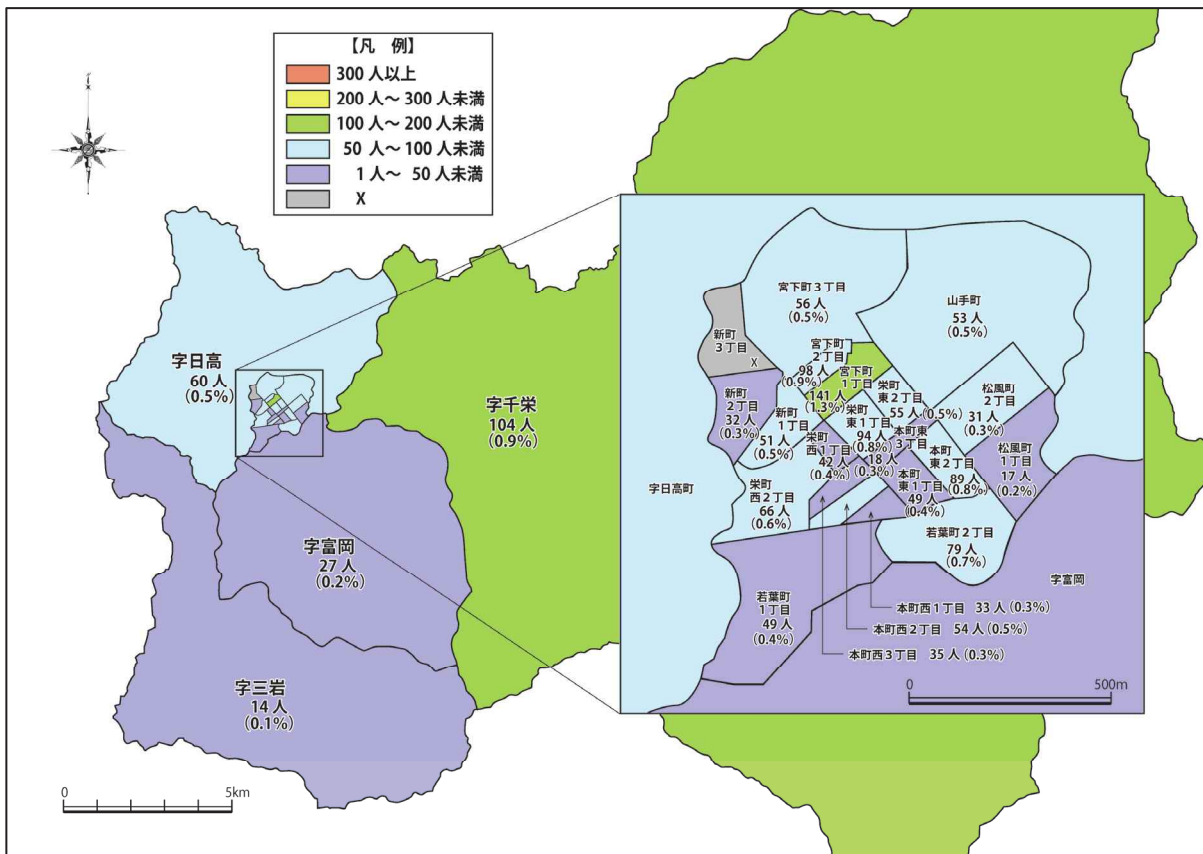 【凡　例】
300 人以上
200 人～ 300 人未満
100 人～ 200 人未満
50 人～ 100 人未満
1 人～ 50 人未満
X
字日高
60 人
(0.5%)
字千栄
104 人
(0.9%)
字富岡
27 人
(0.2%)
字三岩
14 人
(0.1%)
0
5km
宮下町３丁目
56 人
(0.5%)
山手町
53 人
(0.5%)
新町
３丁目
X
宮下町
２丁目
98 人
(0.9%)
宮下町
１丁目
141 人
(1.3%)
新町
２丁目
32 人
(0.3%)
新町
１丁目
51 人
(0.5%)
栄町
東２丁目
55 人 (0.5%)
松風町
２丁目
31 人
(0.3%)
栄町
東１丁目
94 人
(0.8%)
栄町
西１丁目
42 人
(0.4%)
本町東
３丁目
18 人
(0.3%)
本町
東２丁目
89 人
(0.8%)
松風町
１丁目
17 人
(0.2%)
本町
東１丁目
49 人
(0.4%)
字日高町
栄町
西２丁目
66 人
(0.6%)
若葉町２丁目
79 人
(0.7%)
字富岡
若葉町
１丁目
49 人
(0.4%)
本町西１丁目　33 人 (0.3%)
本町西２丁目　54 人 (0.5%)
本町西３丁目　35 人 (0.3%)
0
500m